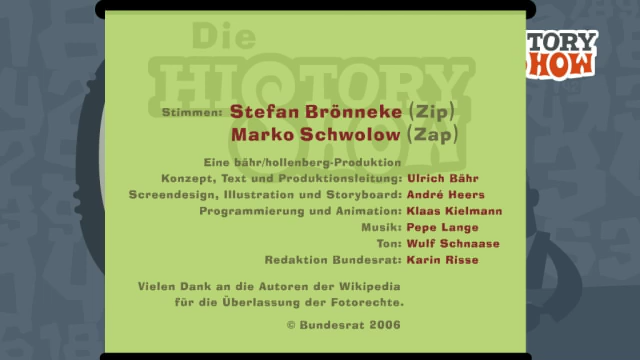 Die
HISTORY
SHOW
TORY
HOW
Stimmen: Stefan Brönneke (Zip)
Marko Schwolow (Zap)
Eine bähr/hollenberg-Produktion
Konzept, Text und Produktionsleitung: Ulrich Bähr
Screendesign, Illustration und Storyboard: André Heers
Programmierung und Animation: Klaas Kielmann
Musik: Pepe Lange
Ton: Wulf Schnaase
Redaktion Bundesrat: Karin Risse
Vielen Dank an die Autoren der Wikipedia
für die Überlassung der Fotorechte.
© Bundesrat 2006